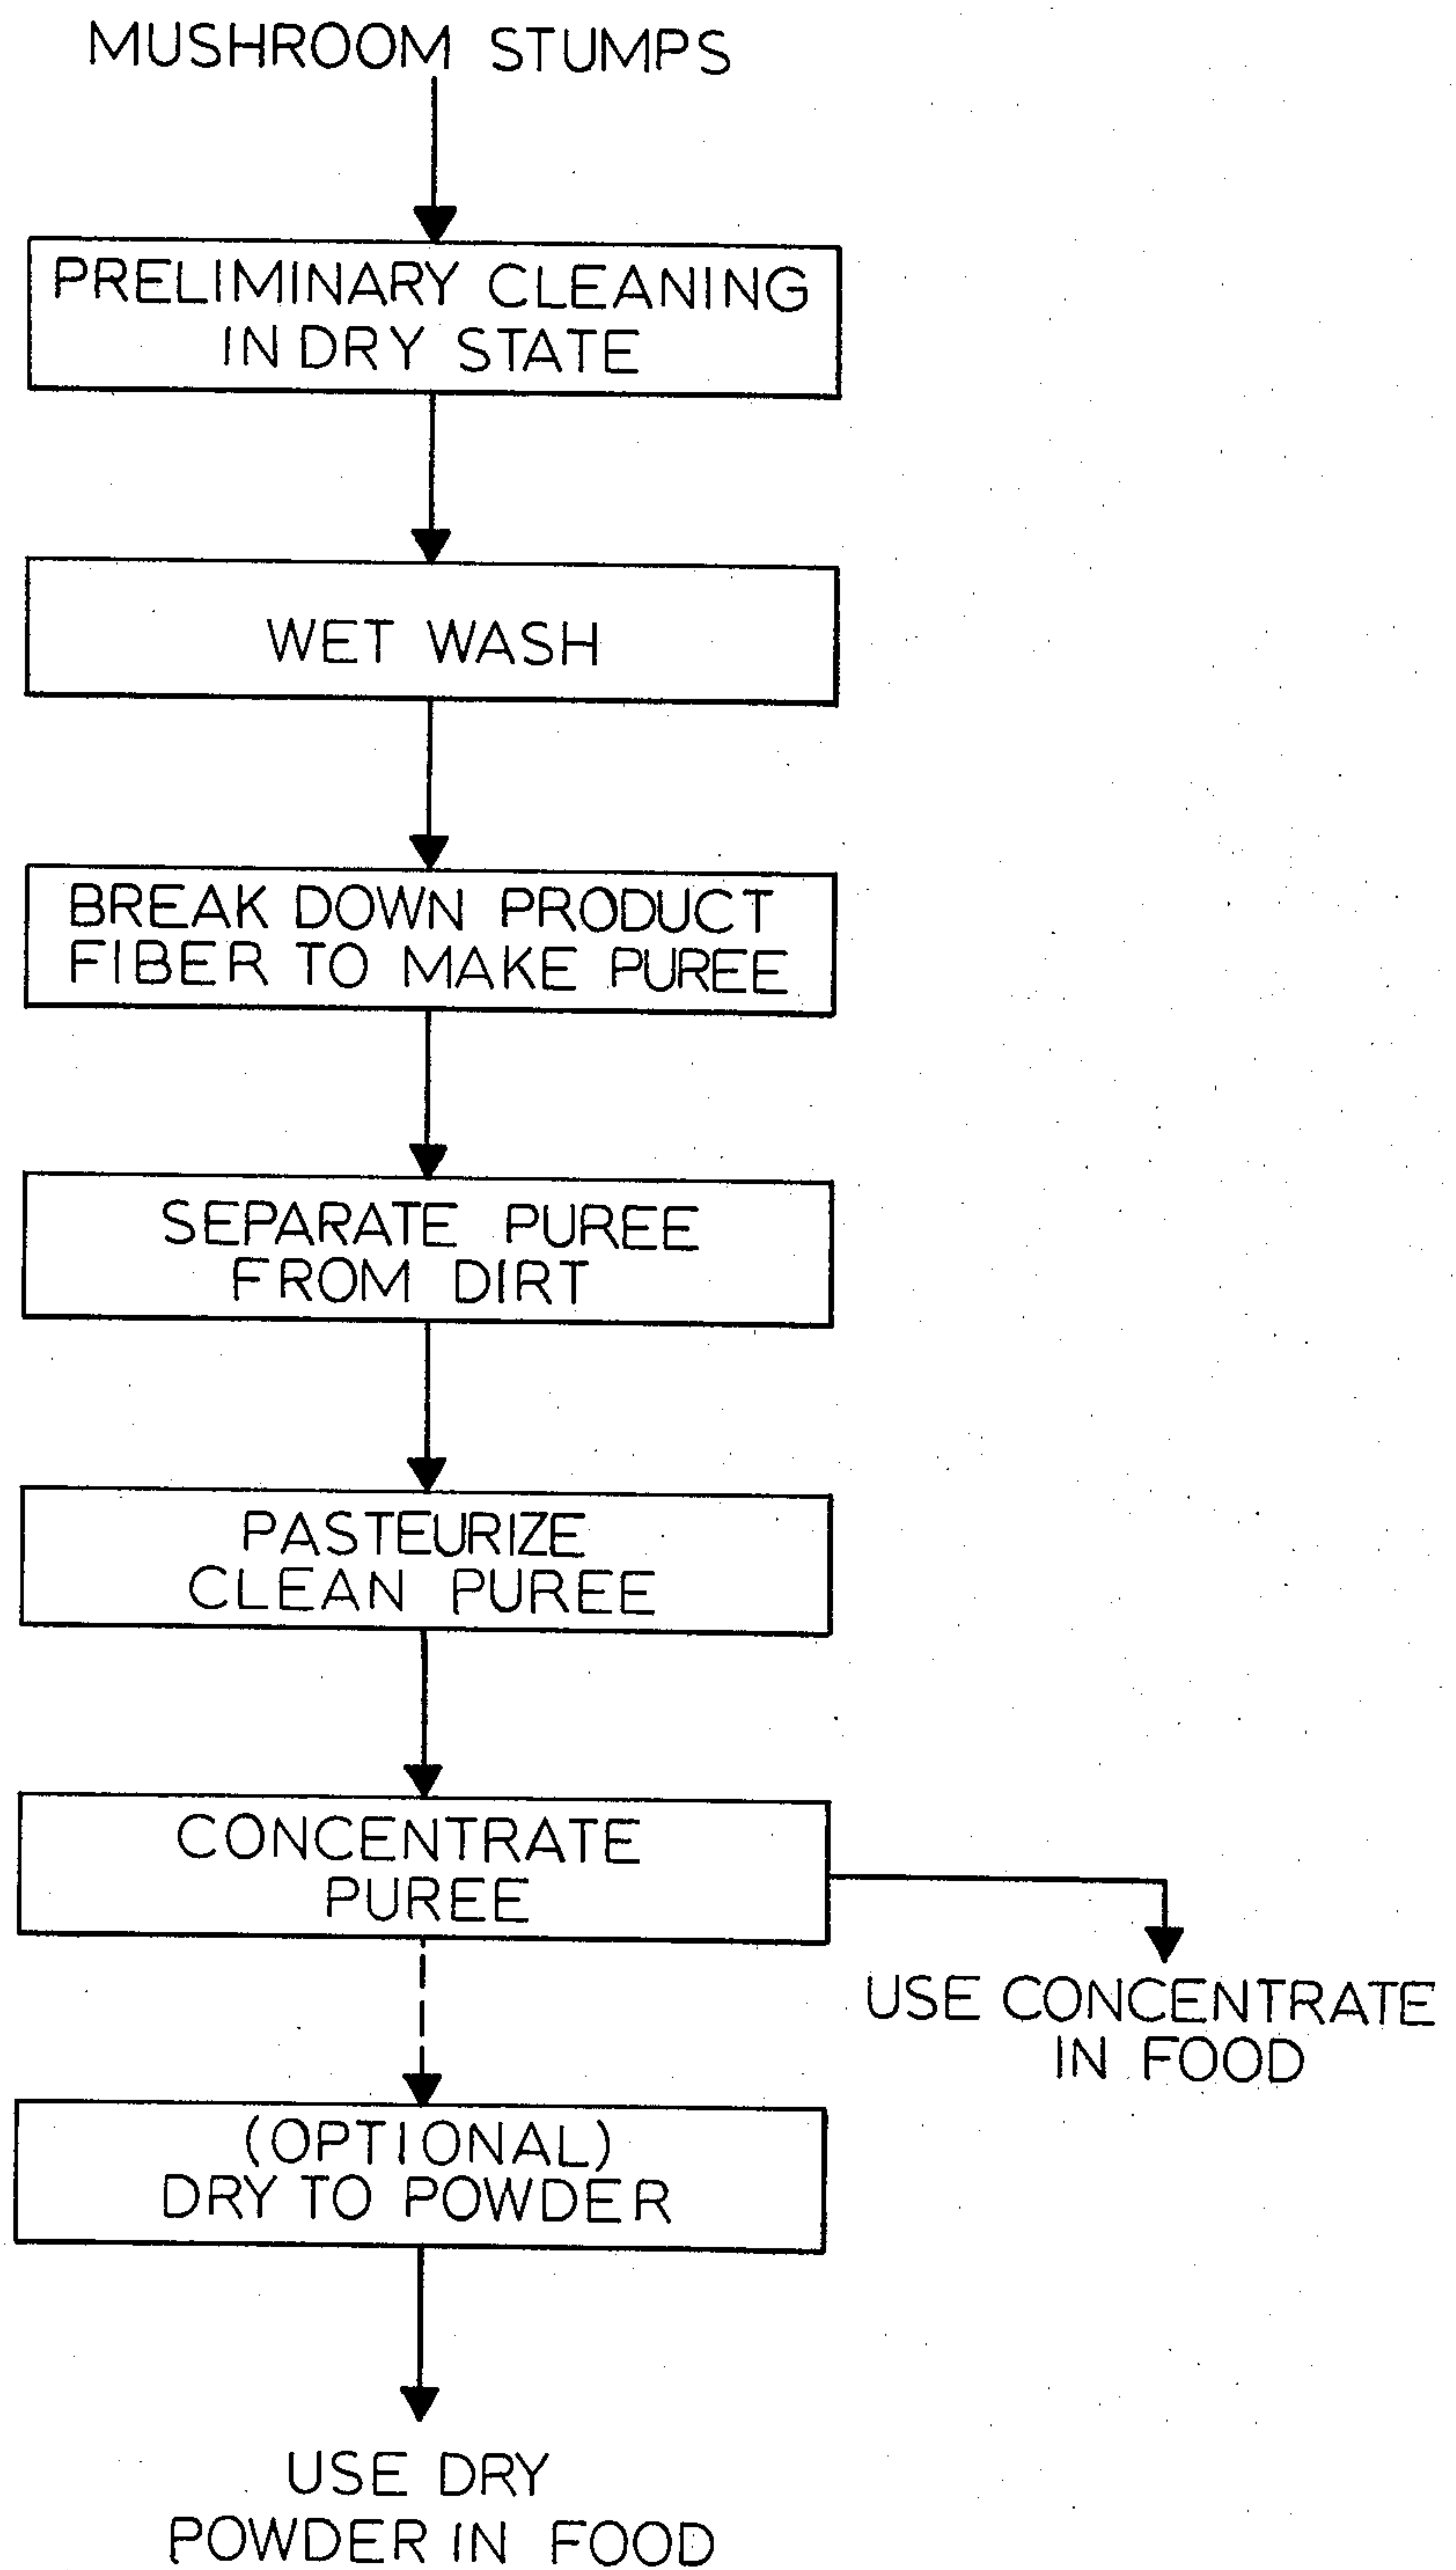 MUSHROOM STUMPS
PRELIMINARY CLEANING
IN DRY STATE
WET WASH
BREAK DOWN PRODUCT
FIBER TO MAKE PUREE
SEPARATE PUREE
FROM DIRT
PASTEURIZE
CLEAN PUREE
CONCENTRATE
PUREE
USE CONCENTRATE
IN FOOD
(OPTIONAL)
DRY TO POWDER
USE DRY
POWDER IN FOOD